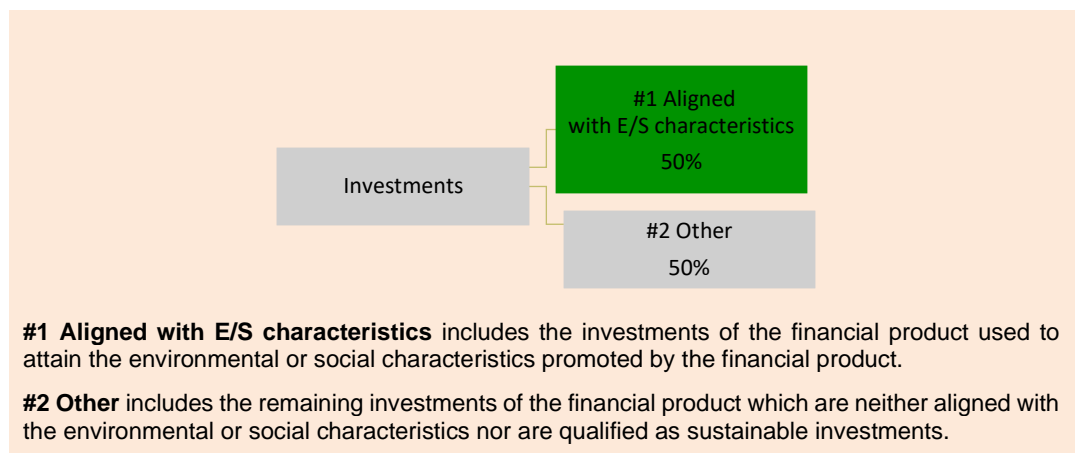 #1 Aligned
with E/S characteristics
50%
Investments
#2 Other
50%
#1 Aligned with E/S characteristics includes the investments of the financial product used to
attain the environmental or social characteristics promoted by the financial product.
#2 Other includes the remaining investments of the financial product which are neither aligned with
the environmental or social characteristics nor are qualified as sustainable investments.